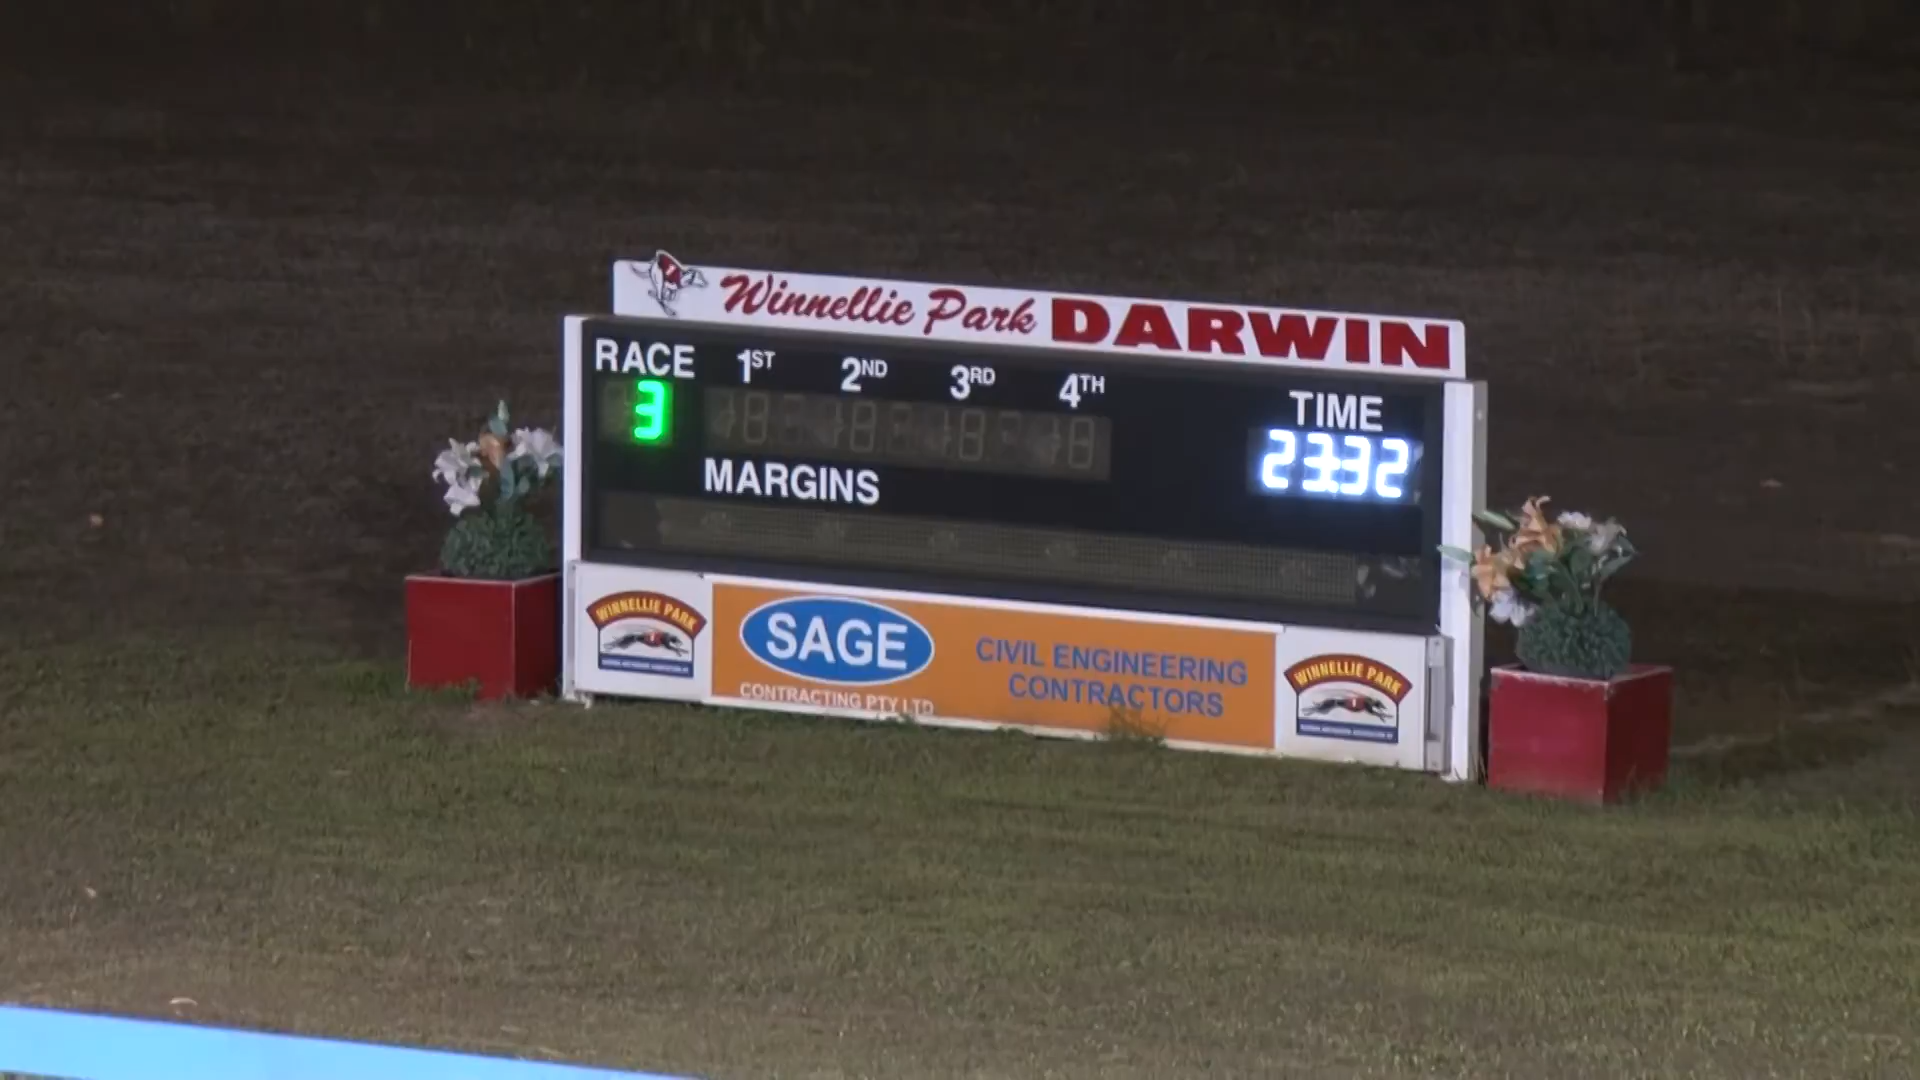 Winnellie Park DARWIN
RACE 1ST 2ND 3RD 4TH TIME
3 23:32
MARGINS
WINNELLIE PARK
SAGE
CONTRACTING PTY LTD
CIVIL ENGINEERING
CONTRACTORS
WINNELLIE PARK